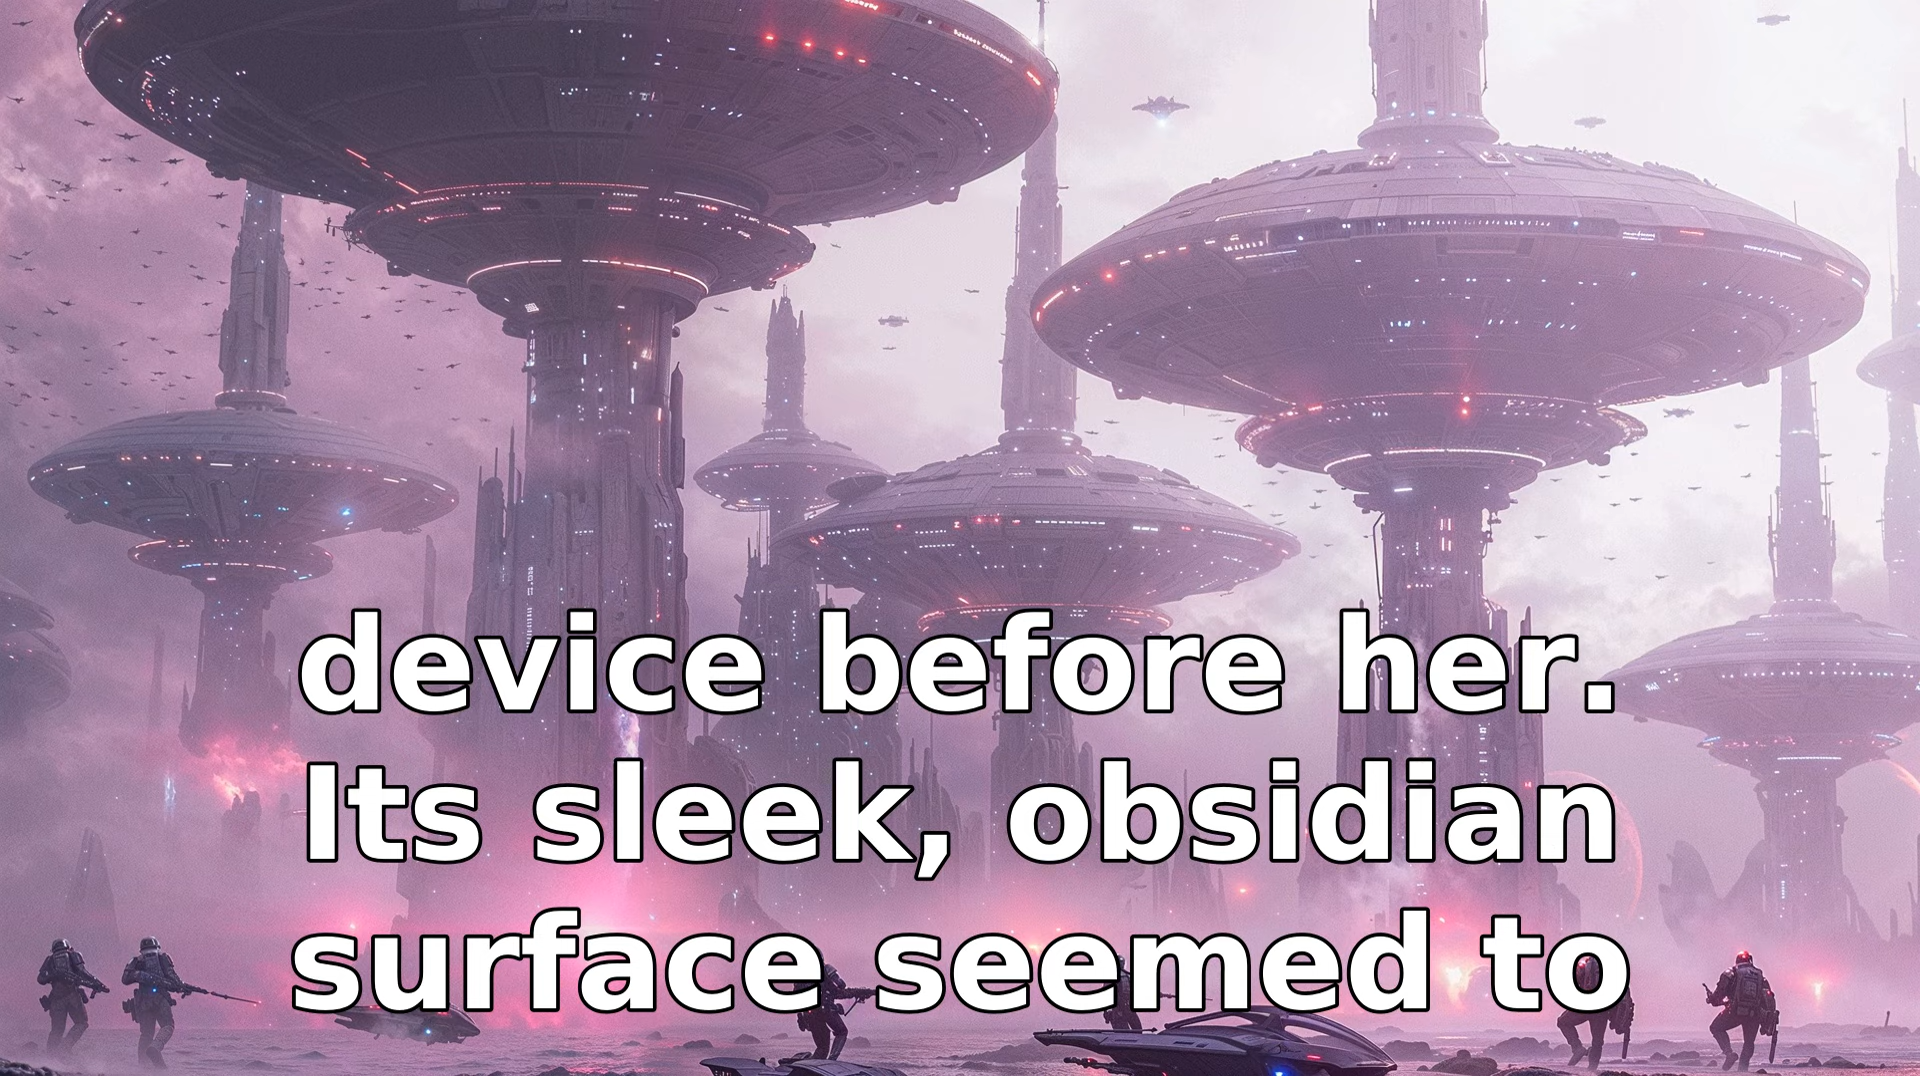 device before her.
Its sleek, obsidian
surface seemed to